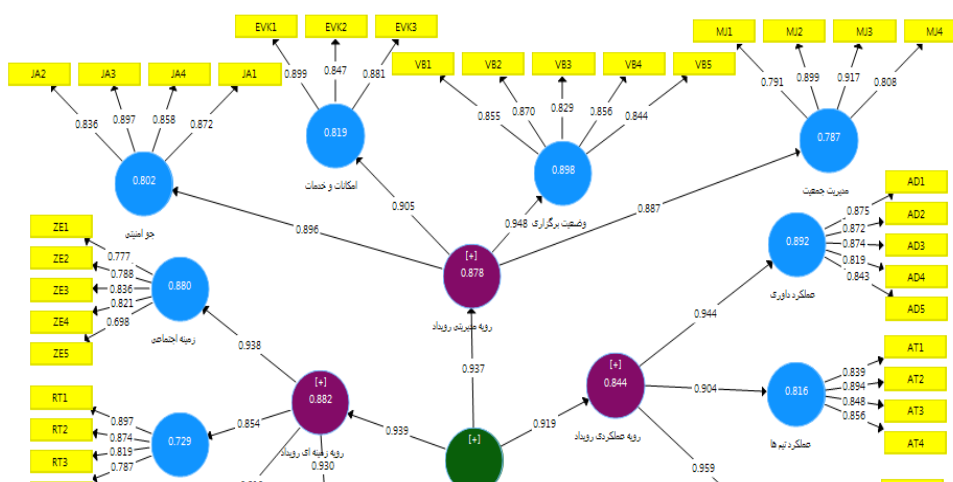 EVK1 EVK2 EVK3
MJ1 MJ2 MJ3 MJ4
VB1 VB2 VB3 VB4 VB5
JA2 JA3 JA4 JA1
0.899 0.847 0.881
0.791 0.899 0.917 0.808
0.855 0.870 0.829 0.856 0.844
0.836 0.897 0.858 0.872
0.819
0.787
0.898
0.802
امکانات و خدمات
مدیریت جمعیت
وضعیت برگزاری
جو امنیتی
0.896
0.905
0.948
0.887
[+]
0.878
رویه مدیریتی رویداد
AD1
AD2
AD3
AD4
AD5
0.875
0.872
0.874
0.819
0.843
0.892
عملکرد داوری
ZE1
ZE2
ZE3
ZE4
ZE5
0.777
0.788
0.836
0.821
0.698
0.880
زمینه اجتماعی
0.938
0.937
0.944
[+]
0.882
رویه زمینه ای رویداد
[+]
0.844
رویه عملکردی رویداد
0.904
0.816
عملکرد تیم ها
AT1
AT2
AT3
AT4
0.839
0.894
0.848
0.856
RT1
RT2
RT3
0.897
0.874
0.819
0.787
0.729
0.854
0.939
0.919
[+]
0.930
0.959